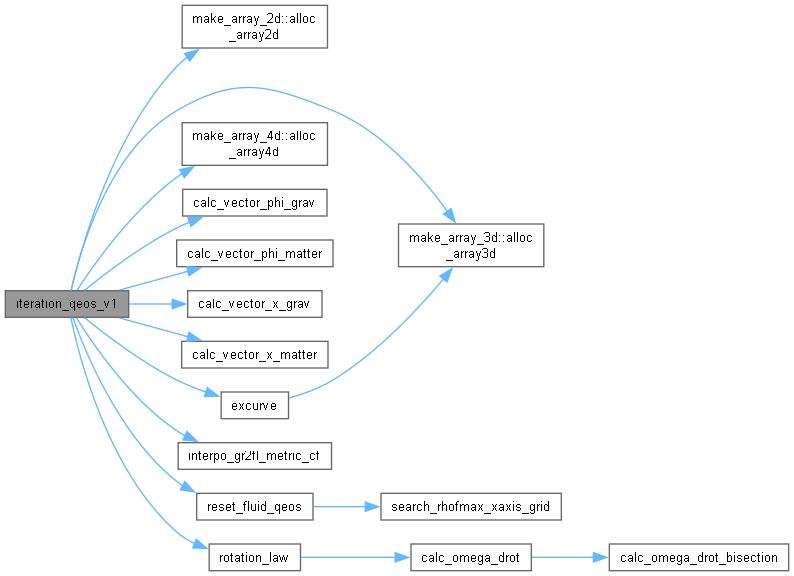 make_array_2d::alloc
_array2d
make_array_4d::alloc
_array4d
calc_vector_phi_grav
make_array_3d::alloc
_array3d
calc_vector_phi_matter
iteration_qeos_v1
calc_vector_x_grav
calc_vector_x_matter
excurve
interpo_gr2fl_metric_cf
reset_fluid_qeos
search_rhofmax_xaxis_grid
rotation_law
calc_omega_drot
calc_omega_drot_bisection